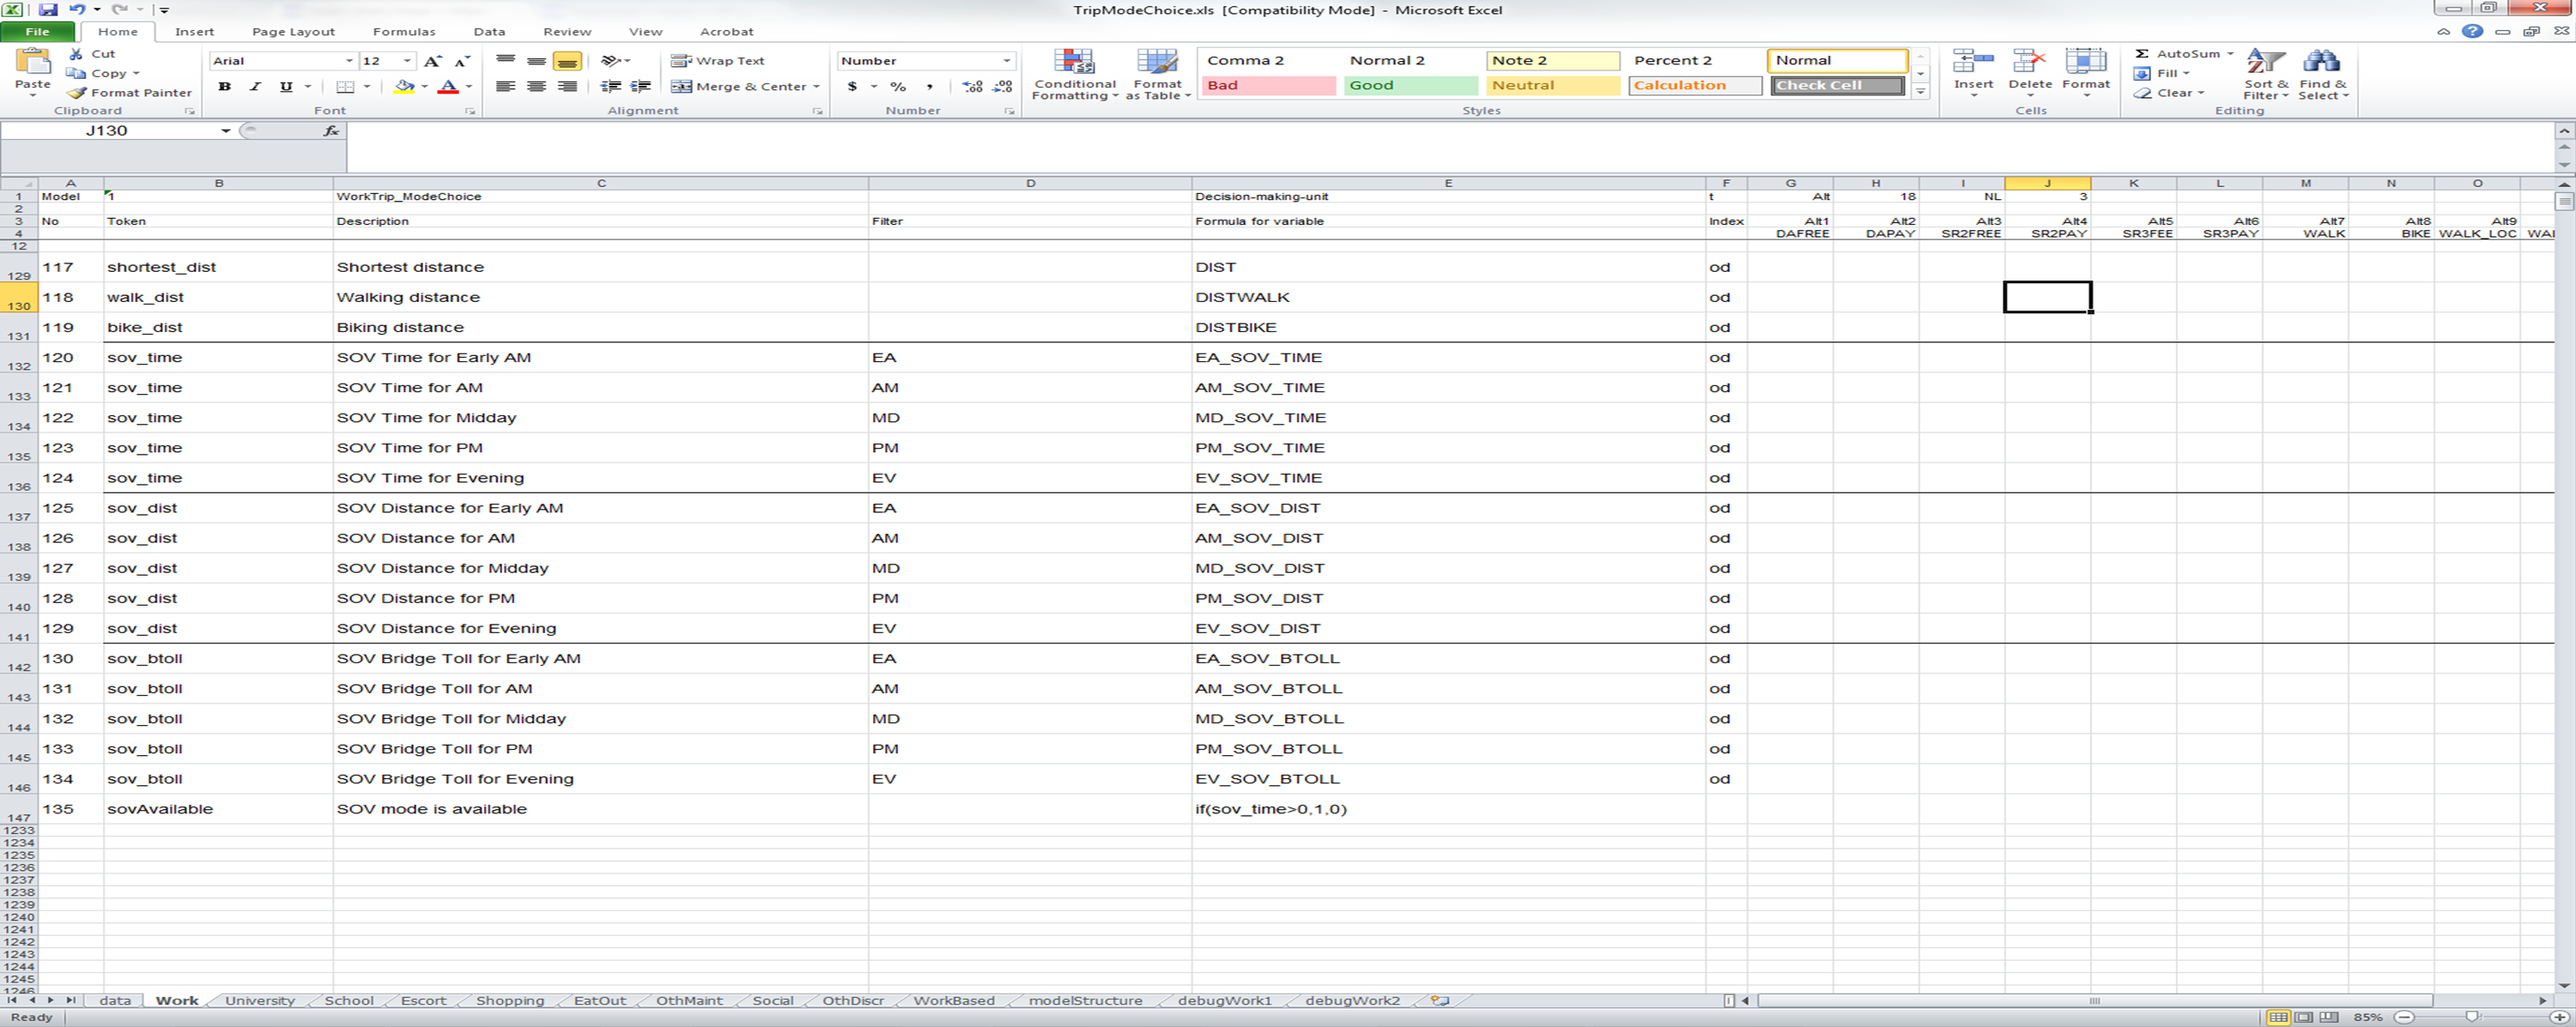 TripModeChoice.xls [Compatibility Mode] - Microsoft Excel
File Home Insert Page Layout Formulas Data Review View Acrobat
Paste Cut Copy Format Painter Clipboard
Arial 12 B I U Font
Wrap Text Merge & Center Alignment
Number $ % , Number
Conditional Formatting Format as Table
Comma 2 Normal 2 Note 2 Percent 2 Normal
Bad Good Neutral Calculation Check Cell
Styles
Insert Delete Format Cells
AutoSum Fill Clear Sort & Filter Find & Select Editing
J130 fx
A B C D E F G H I J K L M N O
1 Model 1 WorkTrip_ModeChoice Decision-making-unit t Alt 18 NL 3
2
3 No Token Description Filter Formula for variable Index Alt1 Alt2 Alt3 Alt4 Alt5 Alt6 Alt7 Alt8 Alt9
4 DAFREE DAPAY SR2FREE SR2PAY SR3FEE SR3PAY WALK BIKE WALK_LOC WAL
12
129 117 shortest_dist Shortest distance DIST od
130 118 walk_dist Walking distance DISTWALK od
131 119 bike_dist Biking distance DISTBIKE od
132 120 sov_time SOV Time for Early AM EA EA_SOV_TIME od
133 121 sov_time SOV Time for AM AM AM_SOV_TIME od
134 122 sov_time SOV Time for Midday MD MD_SOV_TIME od
135 123 sov_time SOV Time for PM PM PM_SOV_TIME od
136 124 sov_time SOV Time for Evening EV EV_SOV_TIME od
137 125 sov_dist SOV Distance for Early AM EA EA_SOV_DIST od
138 126 sov_dist SOV Distance for AM AM AM_SOV_DIST od
139 127 sov_dist SOV Distance for Midday MD MD_SOV_DIST od
140 128 sov_dist SOV Distance for PM PM PM_SOV_DIST od
141 129 sov_dist SOV Distance for Evening EV EV_SOV_DIST od
142 130 sov_btoll SOV Bridge Toll for Early AM EA EA_SOV_BTOLL od
143 131 sov_btoll SOV Bridge Toll for AM AM AM_SOV_BTOLL od
144 132 sov_btoll SOV Bridge Toll for Midday MD MD_SOV_BTOLL od
145 133 sov_btoll SOV Bridge Toll for PM PM PM_SOV_BTOLL od
146 134 sov_btoll SOV Bridge Toll for Evening EV EV_SOV_BTOLL od
147 135 sovAvailable SOV mode is available if(sov_time>0,1,0)
1233
1234
1235
1236
1237
1238
1239
1240
1241
1242
1243
1244
1245
1246
data Work University School Escort Shopping EatOut OthMaint Social OthDiscr WorkBased modelStructure debugWork1 debugWork2
Ready 85%